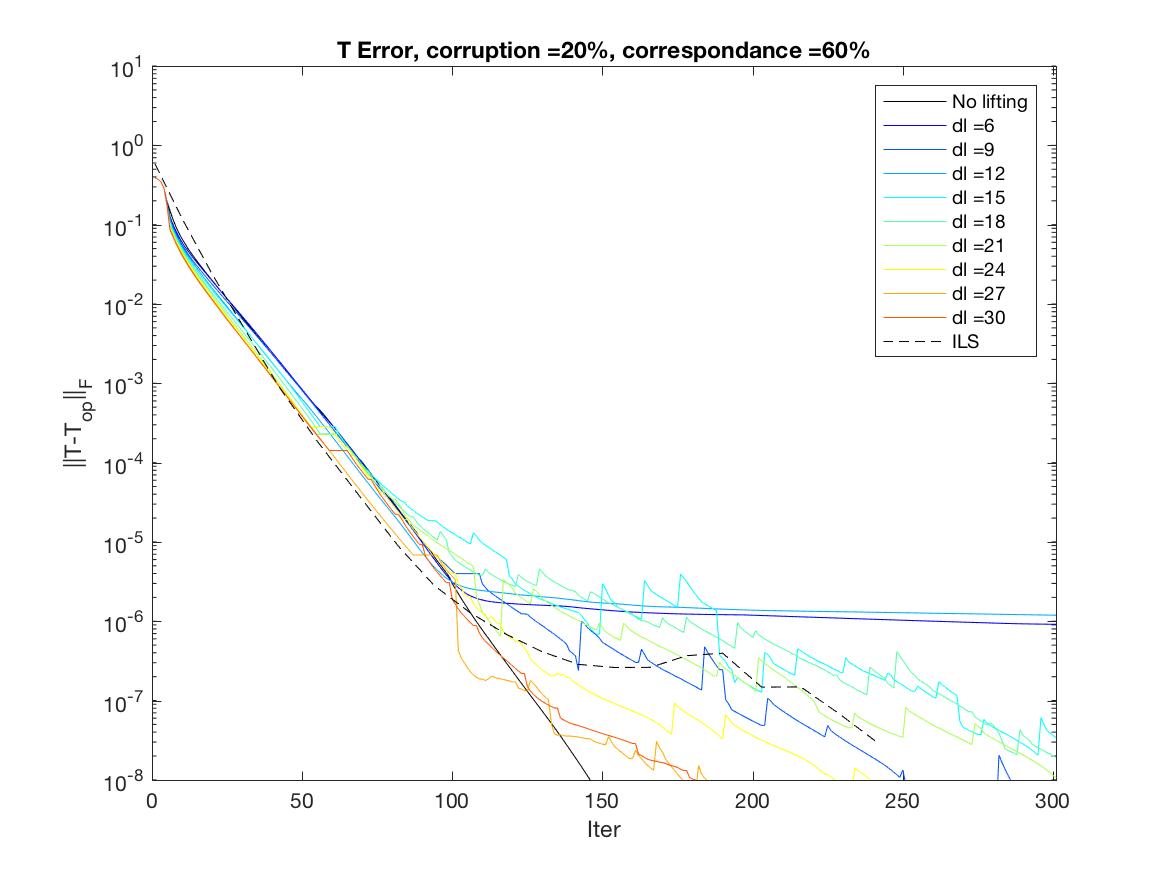 T Error, corruption =20%, correspondance =60%
||T-T_op||_F
10^1
10^0
10^-1
10^-2
10^-3
10^-4
10^-5
10^-6
10^-7
10^-8
No lifting
dl =6
dl =9
dl =12
dl =15
dl =18
dl =21
dl =24
dl =27
dl =30
ILS
0 50 100 150 200 250 300
Iter